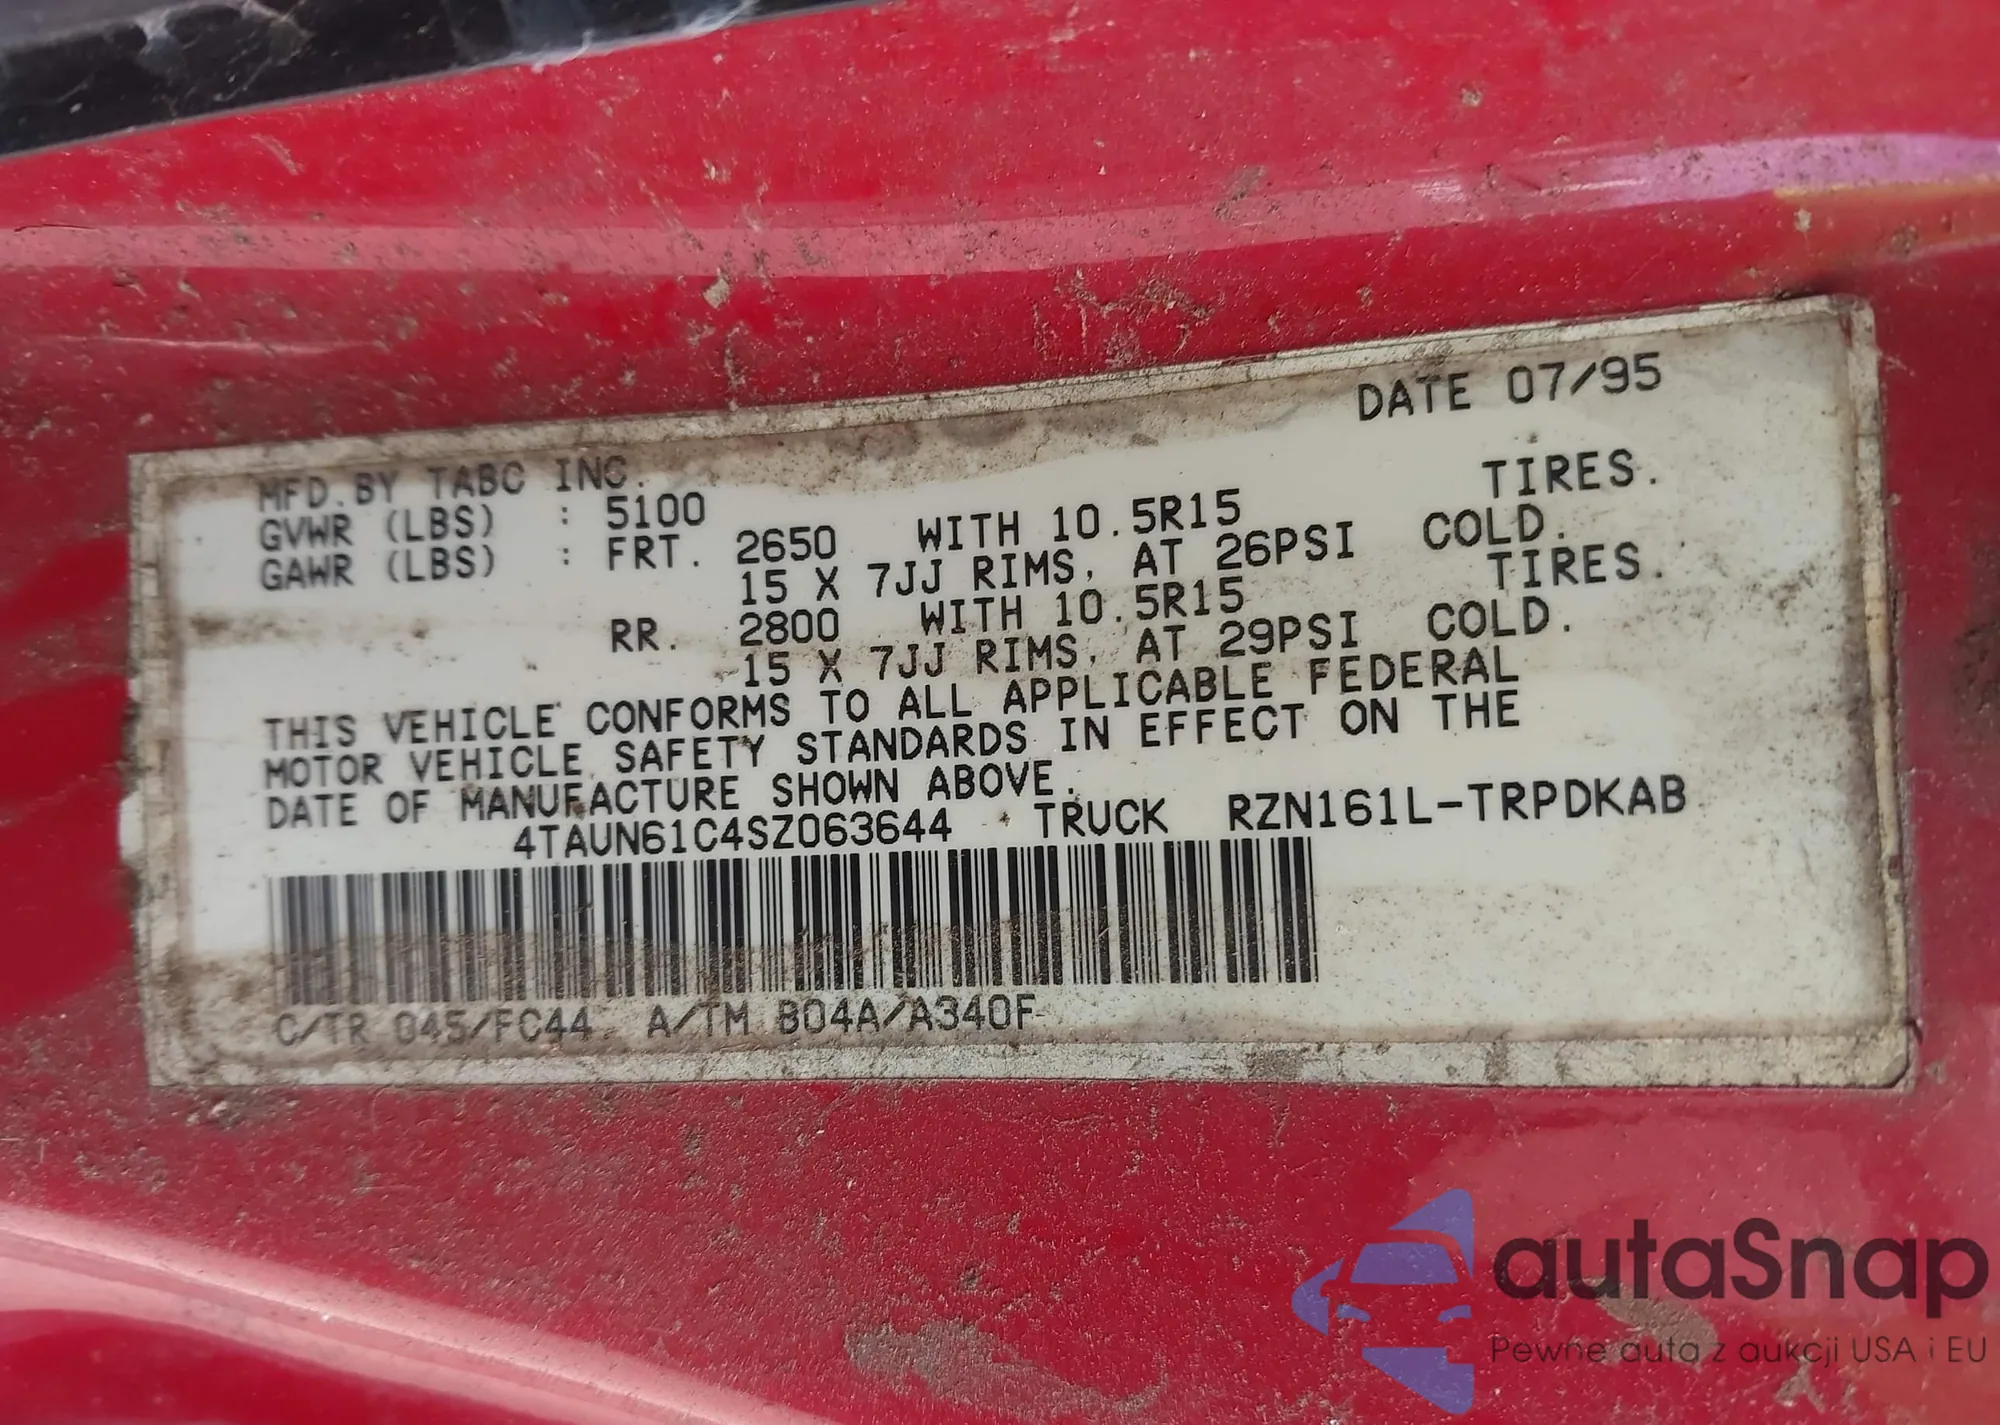 DATE 07/95
MFD.BY TABC INC.
GVWR (LBS) : 5100 TIRES.
GAWR (LBS) : FRT. 2650 WITH 10.5R15 COLD.
15 X 7JJ RIMS, AT 26PSI TIRES.
RR. 2800 WITH 10.5R15 COLD.
15 X 7JJ RIMS, AT 29PSI
THIS VEHICLE CONFORMS TO ALL APPLICABLE FEDERAL
MOTOR VEHICLE SAFETY STANDARDS IN EFFECT ON THE
DATE OF MANUFACTURE SHOWN ABOVE.
4TAUN61C4SZ063644 TRUCK RZN161L-TRPDKAB
C/TR 045/FC44 A/TM B04A/A340F
autaSnap
Pewne auta z aukcji USA i EU